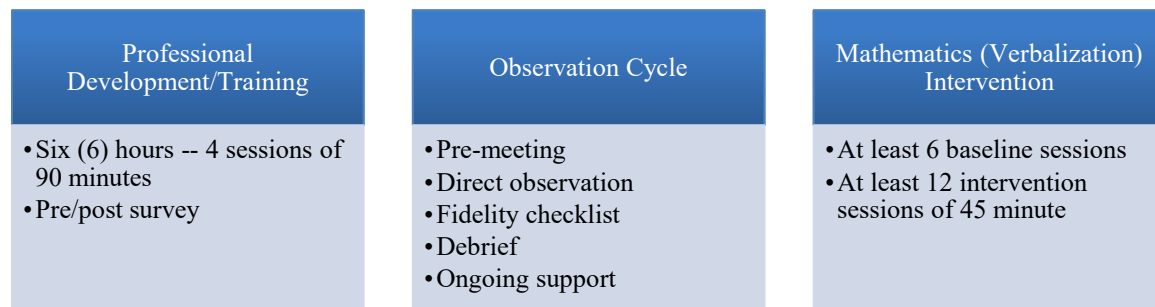 Professional
Development/Training
•Six (6) hours -- 4 sessions of
90 minutes
•Pre/post survey
Observation Cycle
•Pre-meeting
•Direct observation
•Fidelity checklist
•Debrief
•Ongoing support
Mathematics (Verbalization)
Intervention
•At least 6 baseline sessions
•At least 12 intervention
sessions of 45 minute